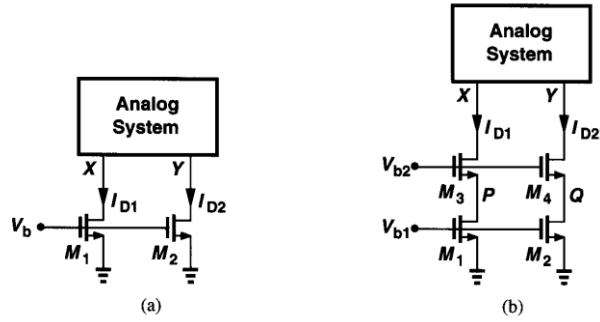 Analog
System
X
Y
I_D1
I_D2
V_b
M_1
M_2
(a)
Analog
System
X
Y
I_D1
I_D2
V_b2
M_3
P
M_4
Q
V_b1
M_1
M_2
(b)